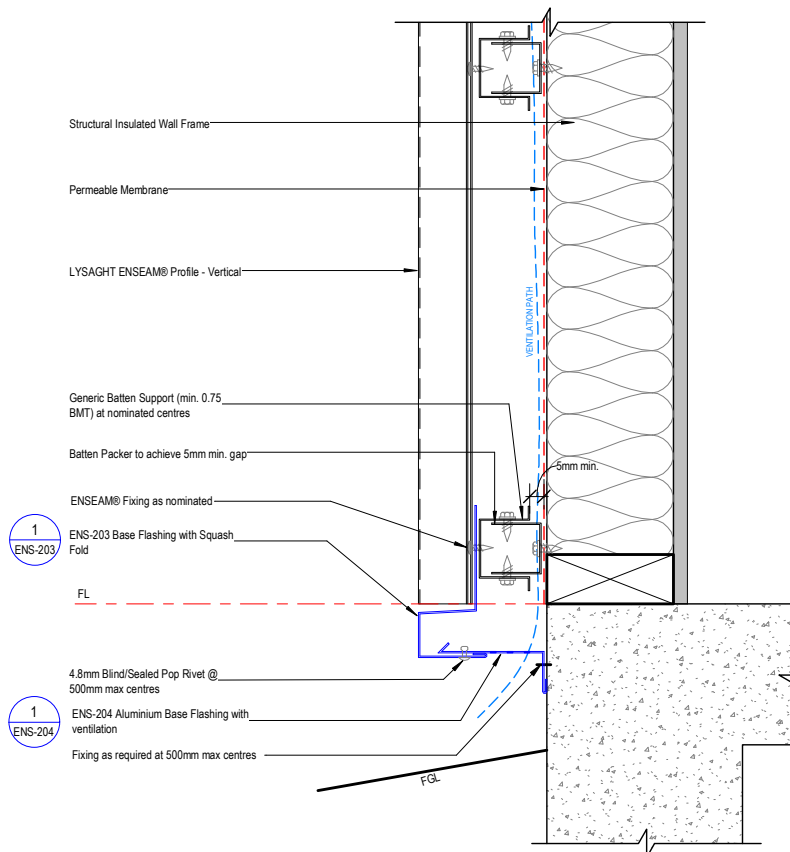 Structural Insulated Wall Frame
Permeable Membrane
LYSAGHT ENSEAM® Profile - Vertical
VENTILATION PATH
Generic Batten Support (min. 0.75
BMT) at nominated centres
Batten Packer to achieve 5mm min. gap
5mm min.
ENSEAM® Fixing as nominated
1
ENS-203
ENS-203 Base Flashing with Squash
Fold
FL
4.8mm Blind/Sealed Pop Rivet @
500mm max centres
1
ENS-204
ENS-204 Aluminium Base Flashing with
ventilation
Fixing as required at 500mm max centres
FGL